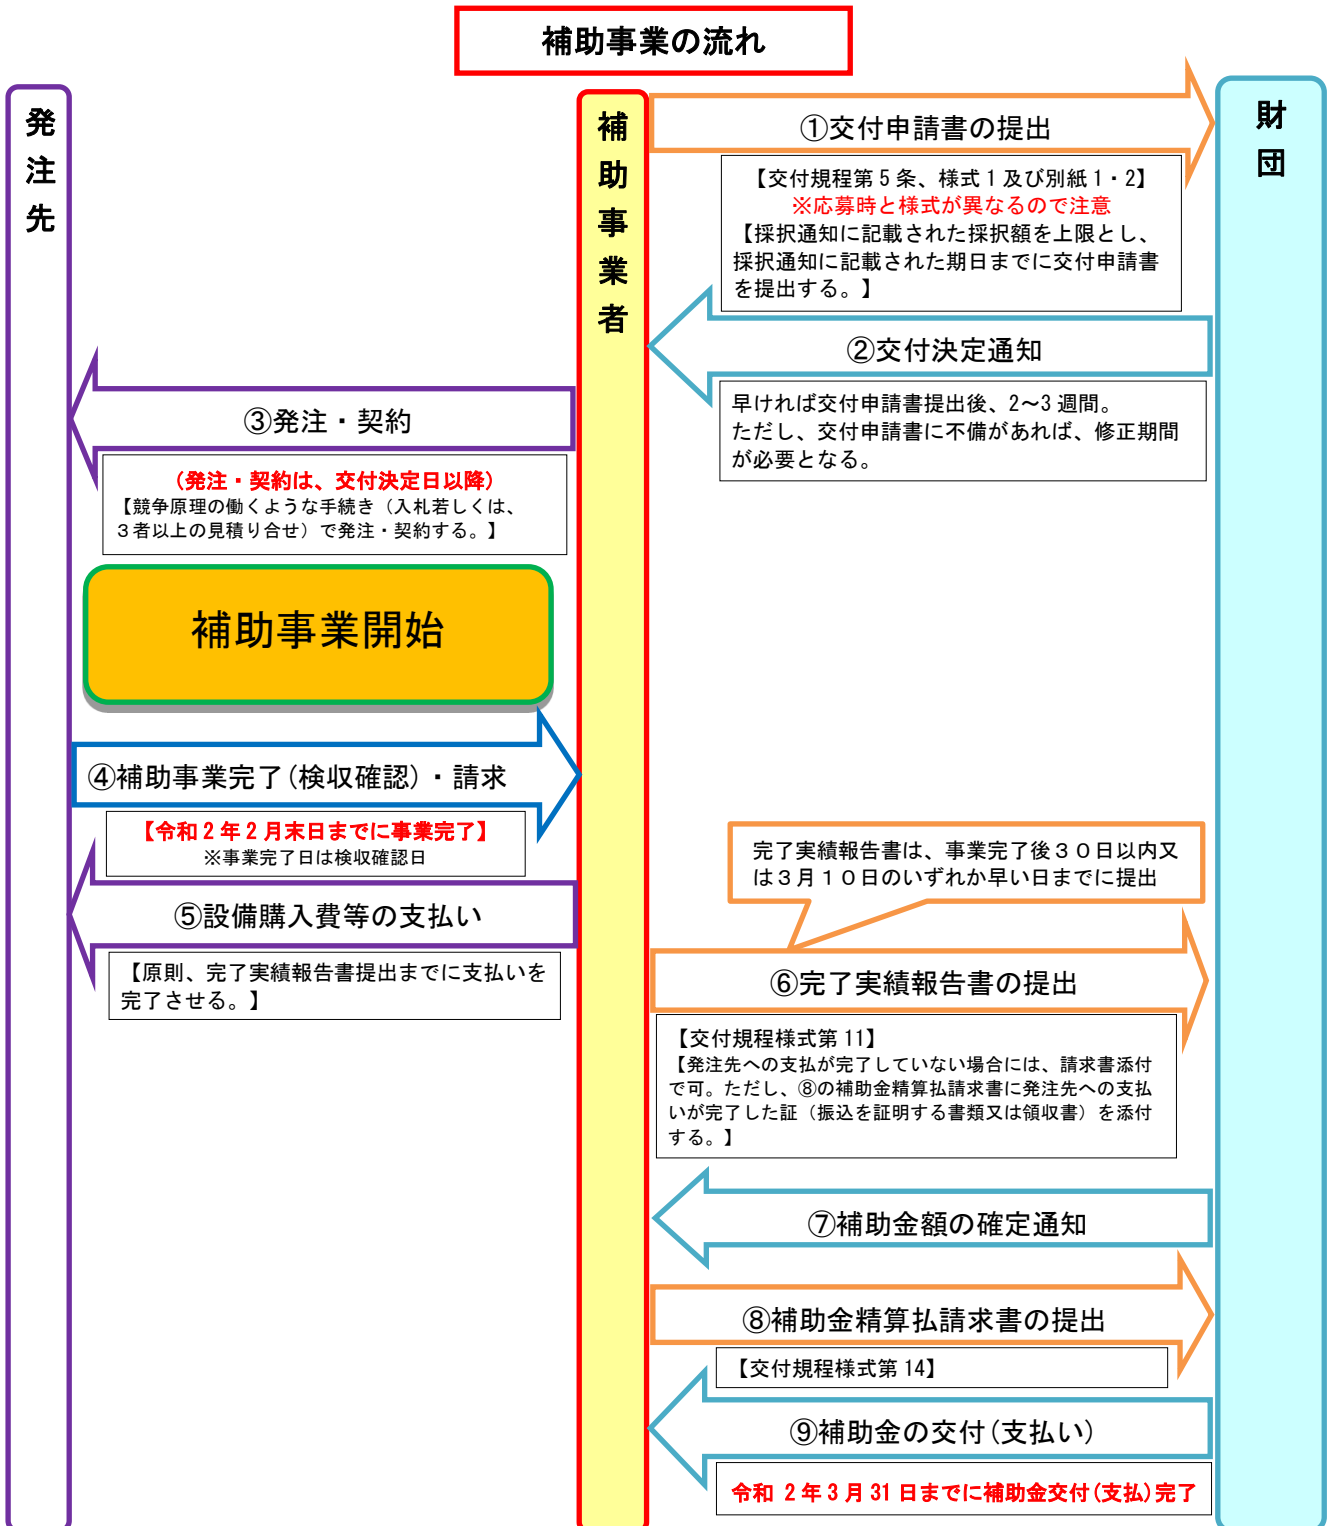 補助事業の流れ
発注先
補助事業者
財団
①交付申請書の提出
【交付規程第5条、様式1及び別紙1・2】
※応募時と様式が異なるので注意
【採択通知に記載された採択額を上限とし、
採択通知に記載された期日までに交付申請書
を提出する。】
②交付決定通知
早ければ交付申請書提出後、2～3週間。
ただし、交付申請書に不備があれば、修正期間
が必要となる。
③発注・契約
(発注・契約は、交付決定日以降)
【競争原理の働くような手続き（入札若しくは、
３者以上の見積り合せ）で発注・契約する。】
補助事業開始
④補助事業完了(検収確認)・請求
【令和2年2月末日までに事業完了】
※事業完了日は検収確認日
⑤設備購入費等の支払い
【原則、完了実績報告書提出までに支払いを
完了させる。】
完了実績報告書は、事業完了後３０日以内又
は３月１０日のいずれか早い日までに提出
⑥完了実績報告書の提出
【交付規程様式第11】
【発注先への支払が完了していない場合には、請求書添付
で可。ただし、⑧の補助金精算払請求書に発注先への支払
いが完了した証（振込を証明する書類又は領収書）を添付
する。】
⑦補助金額の確定通知
⑧補助金精算払請求書の提出
【交付規程様式第14】
⑨補助金の交付(支払い)
令和 2年3月31日までに補助金交付(支払)完了